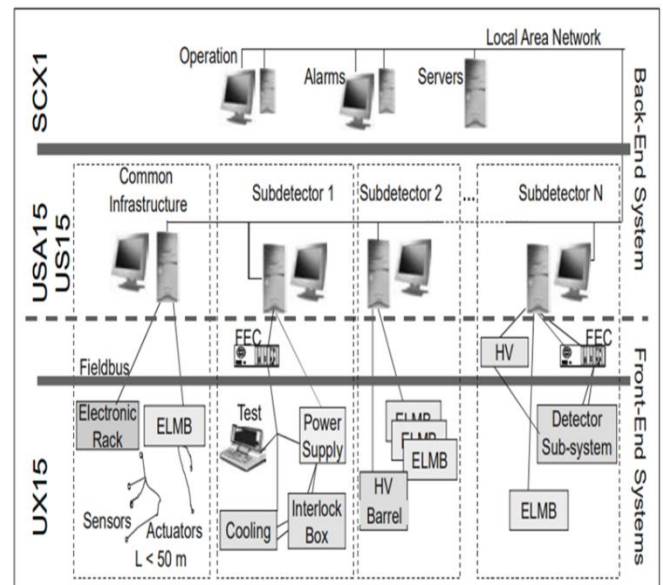 Local Area Network
Operation
Alarms
Servers
SCX1
Back-End System
Common
Infrastructure
Subdetector 1
Subdetector 2
...
Subdetector N
USA15
US15
FEC
HV
FEC
Fieldbus
Electronic
Rack
ELMB
Test
Power
Supply
ELMB
ELMB
ELMB
Detector
Sub-system
UX15
Front-End Systems
Sensors
Actuators
L < 50 m
Cooling
Interlock
Box
HV
Barrel
ELMB